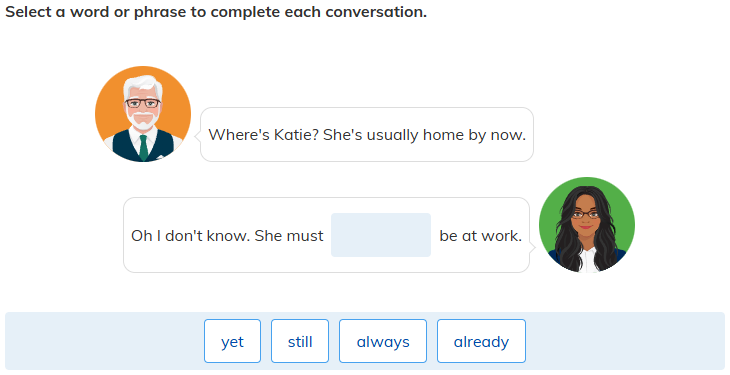 Select a word or phrase to complete each conversation.
Where's Katie? She's usually home by now.
Oh I don't know. She must be at work.
yet still always already